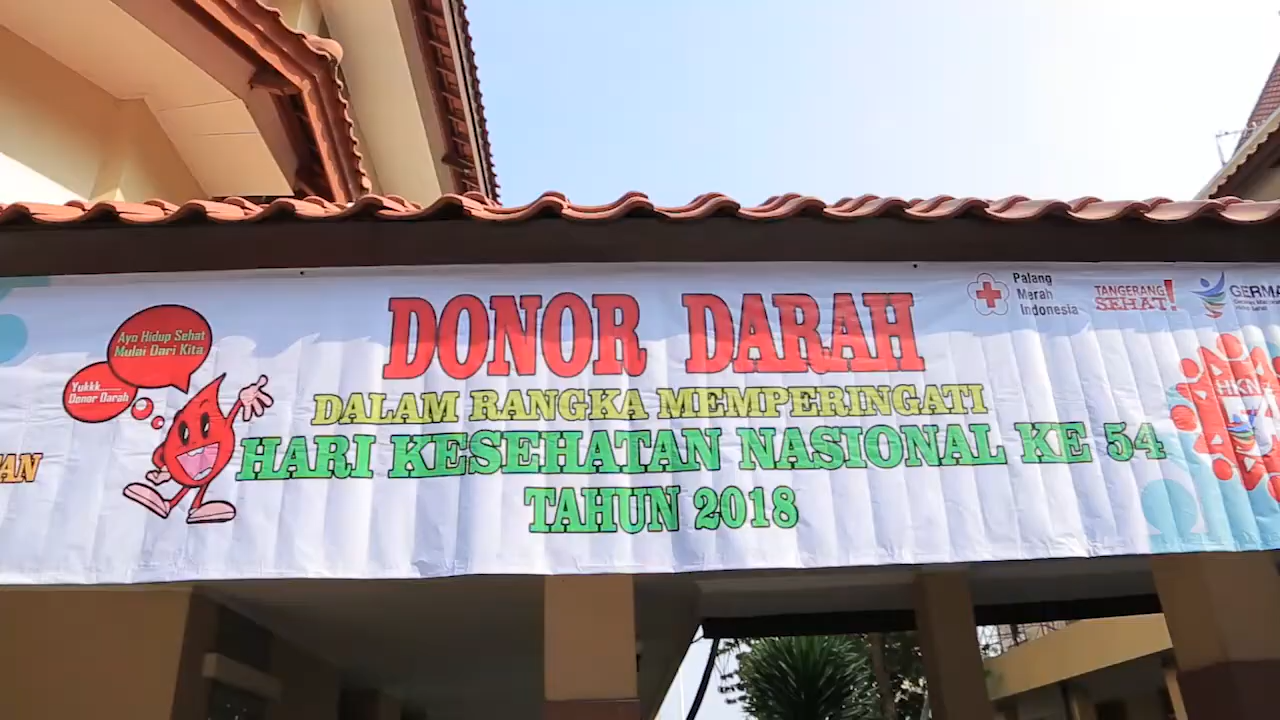 DONOR DARAH
DALAM RANGKA MEMPERINGATI
HARI KESEHATAN NASIONAL KE 54
TAHUN 2018
Ayo Hidup Sehat
Mulai Dari Kita
Yukkk........
Donor Darah
Palang
Merah
Indonesia
TANGERANG
SEHAT!
GERMA
HKN